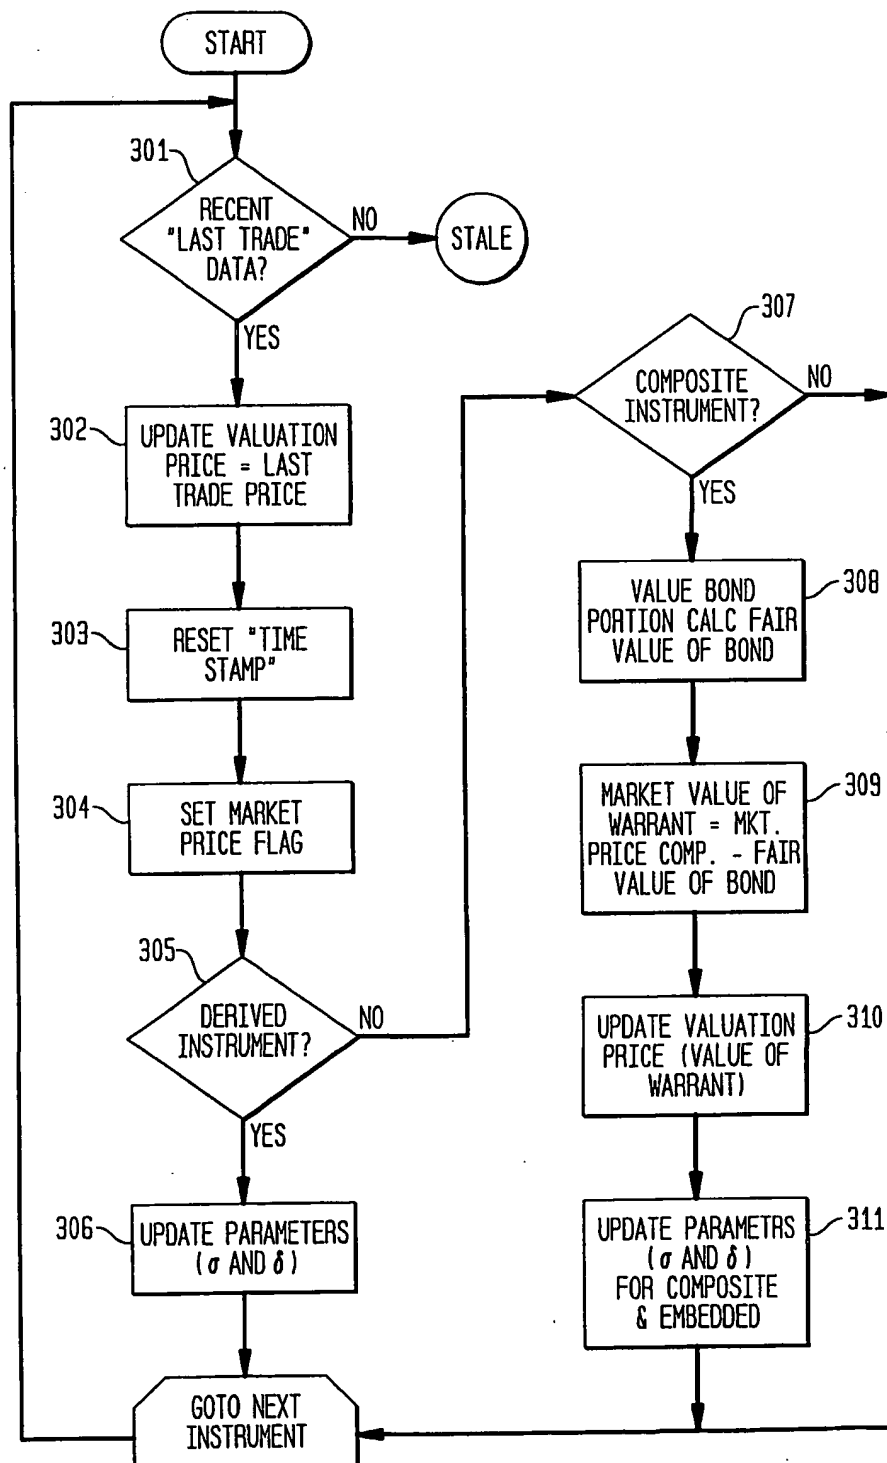 START
301
RECENT
"LAST TRADE"
DATA?
NO
STALE
YES
302
UPDATE VALUATION
PRICE = LAST
TRADE PRICE
303
RESET "TIME
STAMP"
304
SET MARKET
PRICE FLAG
305
DERIVED
INSTRUMENT?
NO
YES
306
UPDATE PARAMETERS
(σ AND δ)
GOTO NEXT
INSTRUMENT
307
COMPOSITE
INSTRUMENT?
NO
YES
308
VALUE BOND
PORTION CALC FAIR
VALUE OF BOND
309
MARKET VALUE OF
WARRANT = MKT.
PRICE COMP. - FAIR
VALUE OF BOND
310
UPDATE VALUATION
PRICE (VALUE OF
WARRANT)
311
UPDATE PARAMETRS
(σ AND δ)
FOR COMPOSITE
& EMBEDDED